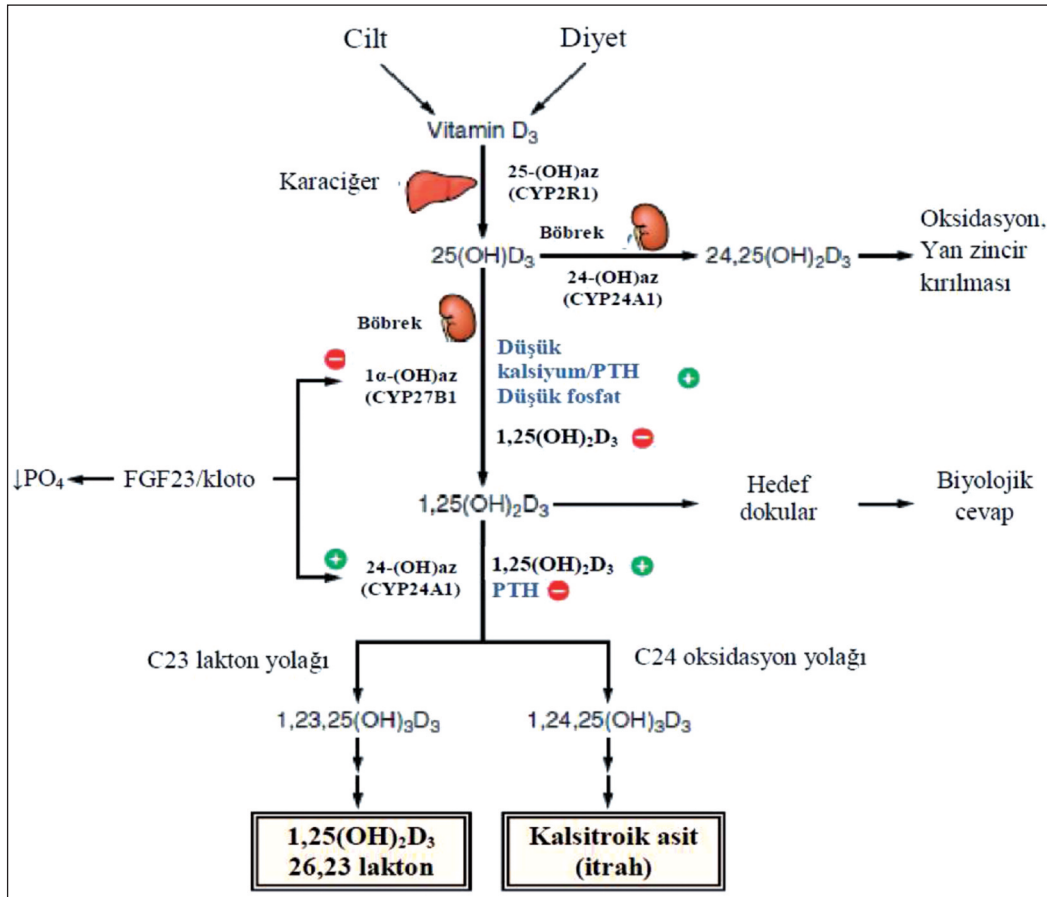 Cilt
Diyet
Vitamin D₃
Karaciğer
25-(OH)az
(CYP2R1)
25(OH)D₃
Böbrek
24-(OH)az
(CYP24A1)
24,25(OH)₂D₃
Oksidasyon,
Yan zincir
kırılması
Böbrek
1α-(OH)az
(CYP27B1
Düşük
kalsiyum/PTH
Düşük fosfat
1,25(OH)₂D₃
↓PO₄
FGF23/kloto
1,25(OH)₂D₃
Hedef
dokular
Biyolojik
cevap
24-(OH)az
(CYP24A1)
1,25(OH)₂D₃
PTH
C23 lakton yolağı
C24 oksidasyon yolağı
1,23,25(OH)₃D₃
1,24,25(OH)₃D₃
1,25(OH)₂D₃
26,23 lakton
Kalsitroik asit
(itrah)